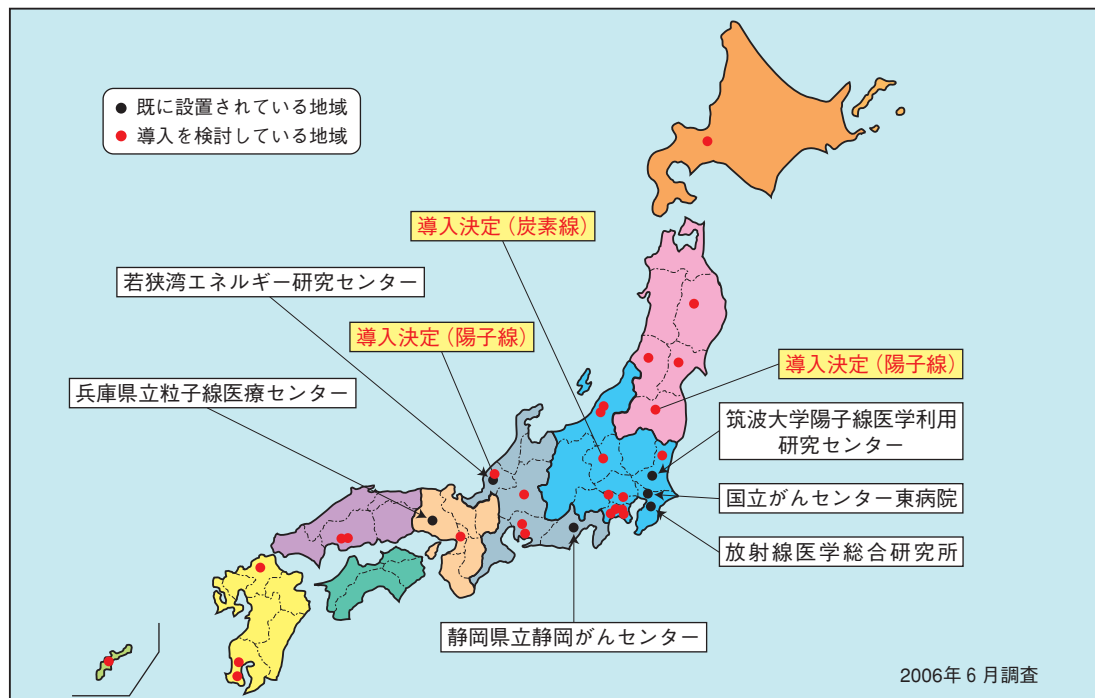 既に設置されている地域
導入を検討している地域
導入決定（炭素線）
若狭湾エネルギー研究センター
導入決定（陽子線）
兵庫県立粒子線医療センター
導入決定（陽子線）
筑波大学陽子線医学利用
研究センター
国立がんセンター東病院
放射線医学総合研究所
静岡県立静岡がんセンター
2006年6月調査